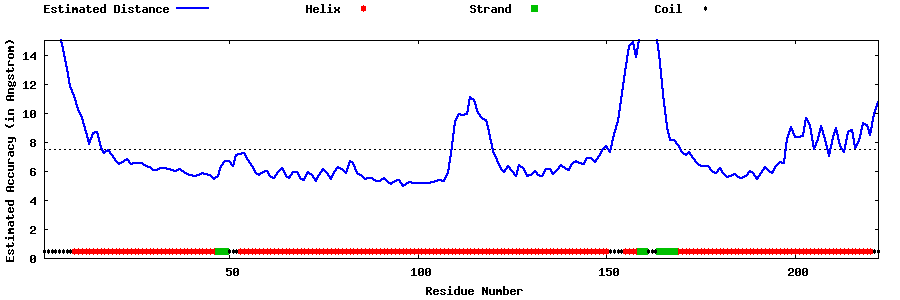 Estimated Distance Helix Strand Coil
Estimated Accuracy (in Angstrom)
14
12
10
8
6
4
2
0
50 100 150 200
Residue Number